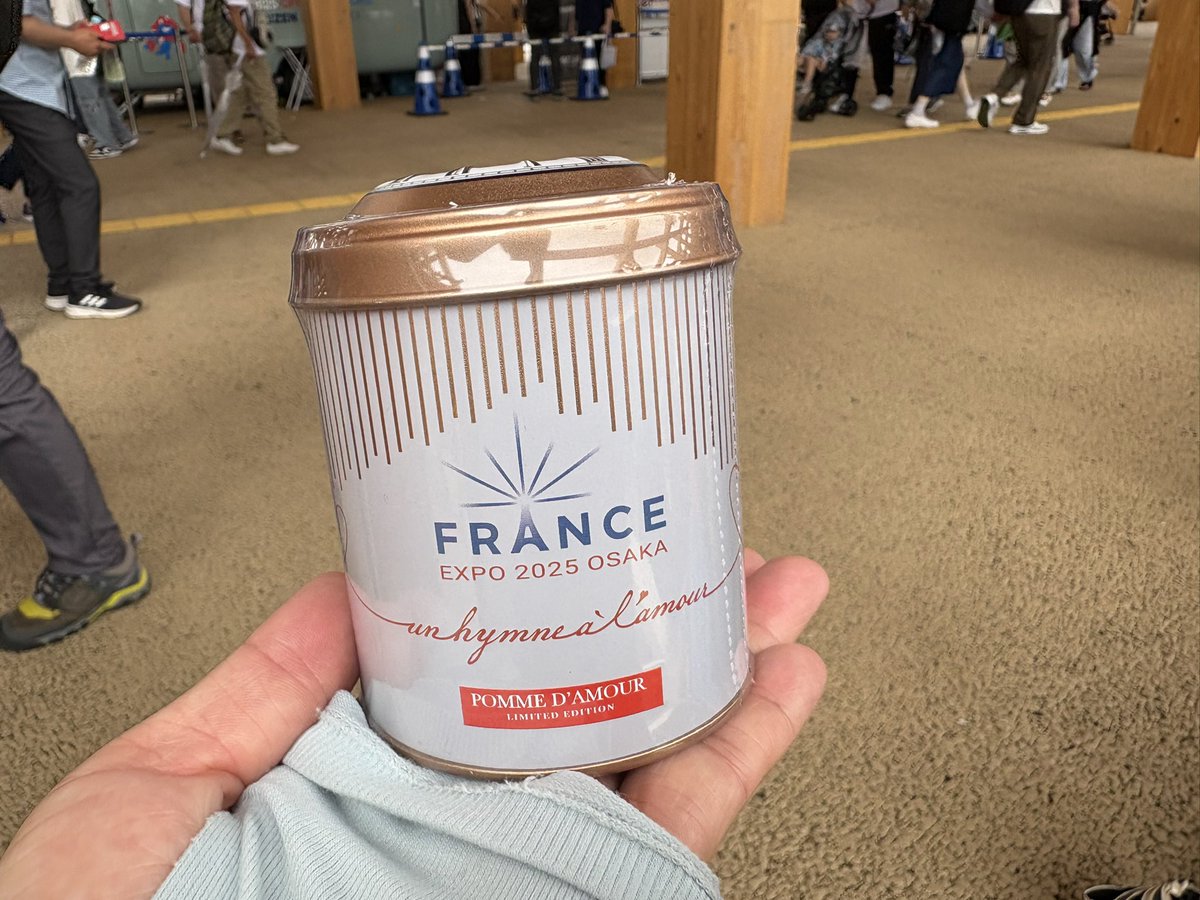 FRANCE
EXPO 2025 OSAKA
un hymne à l'amour
POMME D'AMOUR
LIMITED EDITION